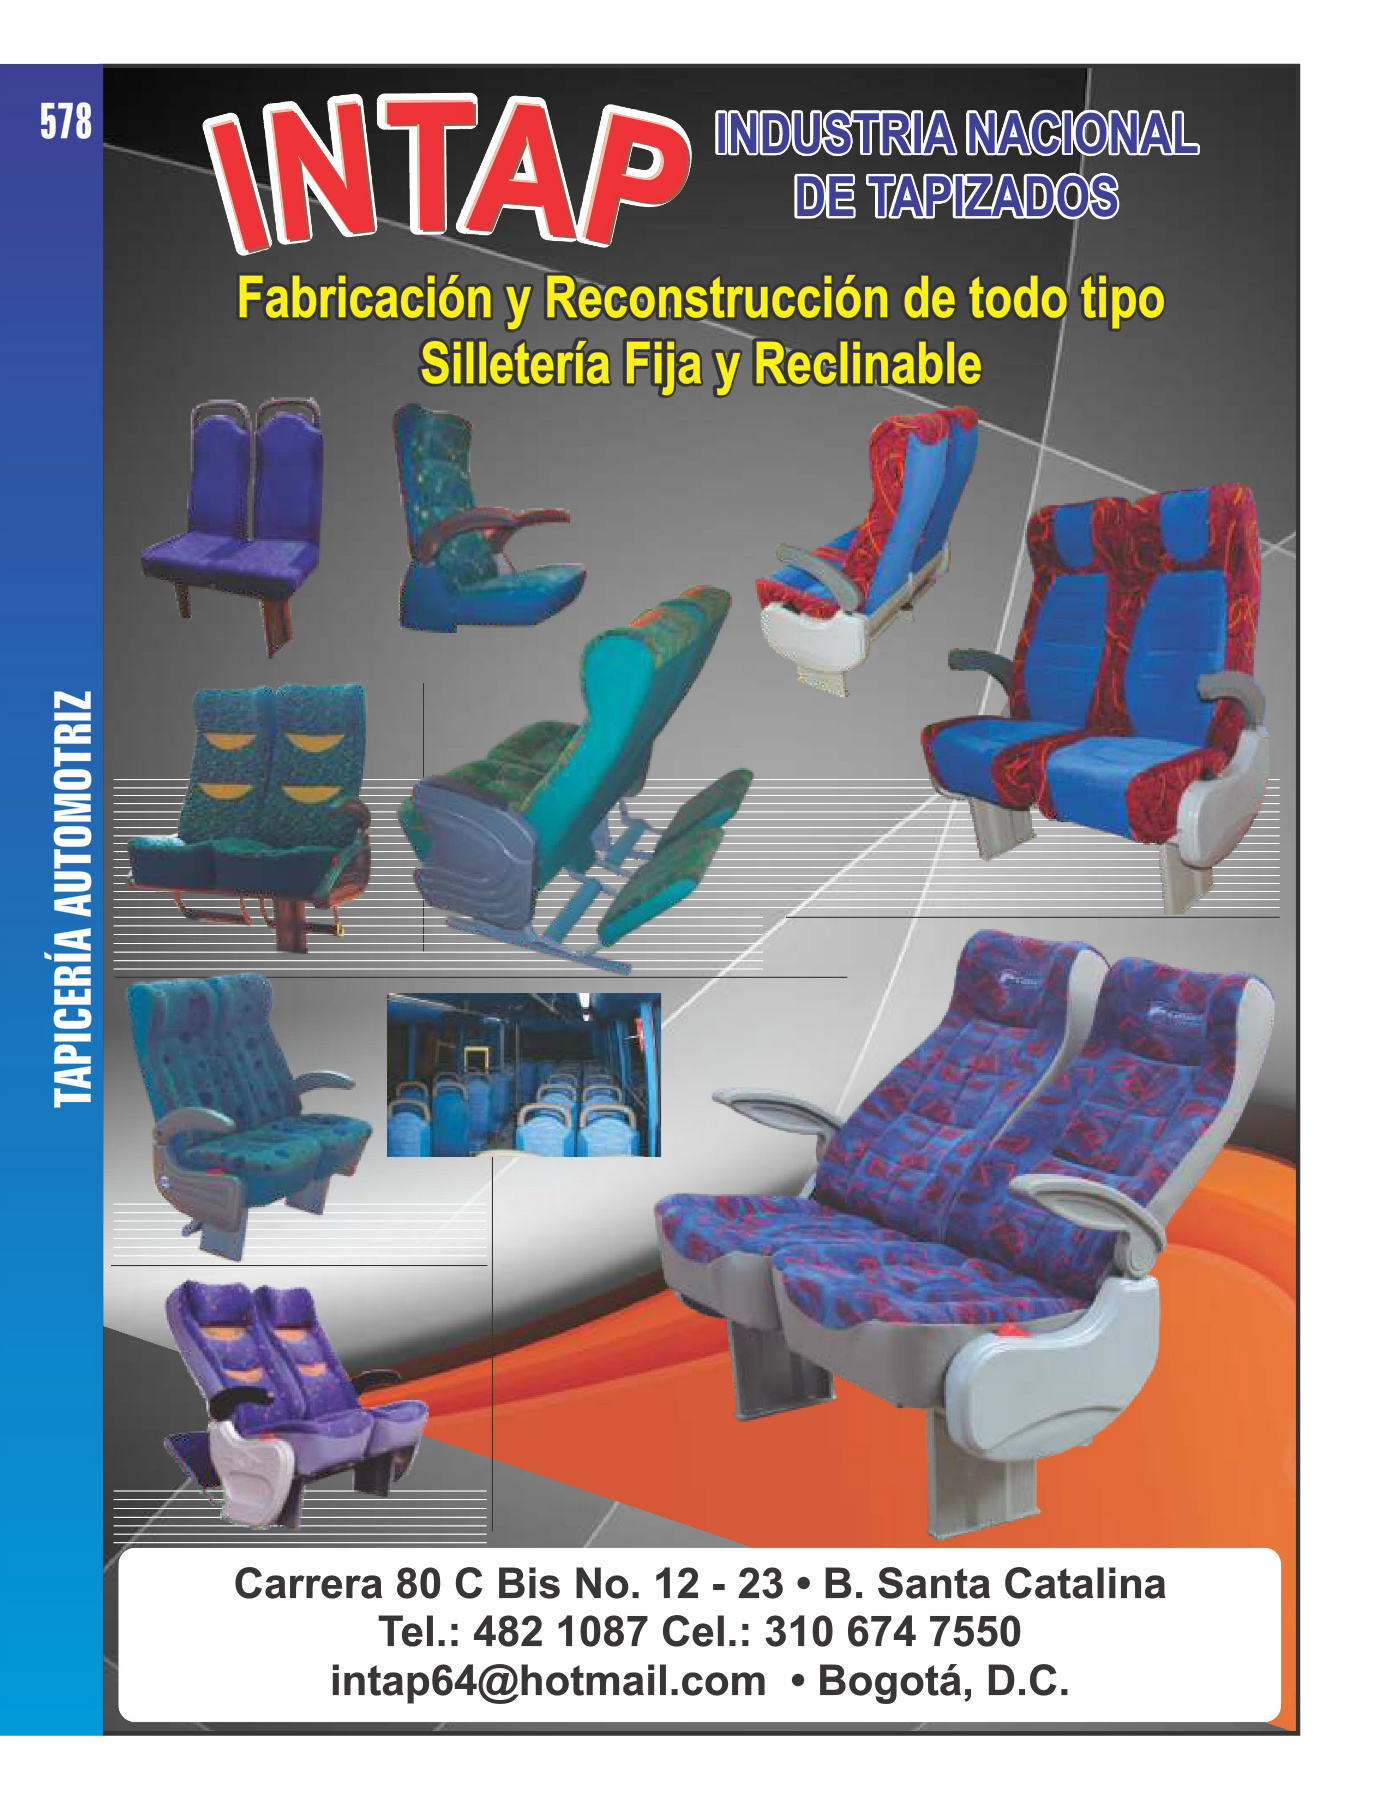 578
INTAP
INDUSTRIA NACIONAL
DE TAPIZADOS
Fabricación y Reconstrucción de todo tipo
Silletería Fija y Reclinable
TAPICERÍA AUTOMOTRIZ
Carrera 80 C Bis No. 12 - 23 • B. Santa Catalina
Tel.: 482 1087 Cel.: 310 674 7550
intap64@hotmail.com • Bogotá, D.C.